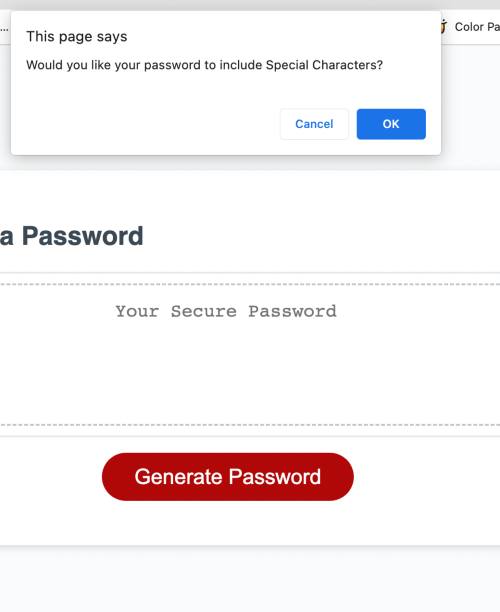 ...
Color Pa
This page says
Would you like your password to include Special Characters?
Cancel
OK
a Password
Your Secure Password
Generate Password